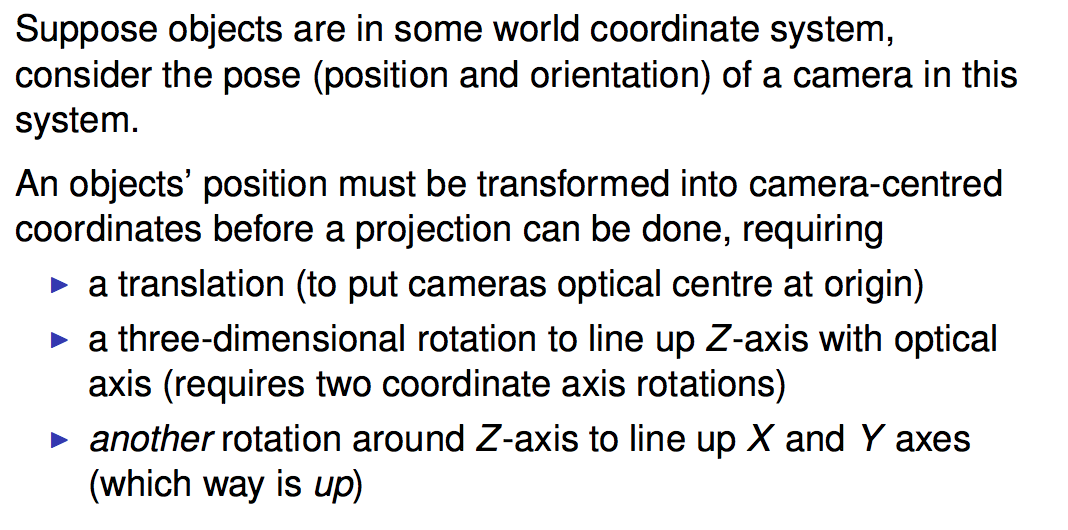 Suppose objects are in some world coordinate system,
consider the pose (position and orientation) of a camera in this
system.
An objects’ position must be transformed into camera-centred
coordinates before a projection can be done, requiring
▶ a translation (to put cameras optical centre at origin)
▶ a three-dimensional rotation to line up Z-axis with optical
axis (requires two coordinate axis rotations)
▶ another rotation around Z-axis to line up X and Y axes
(which way is up)